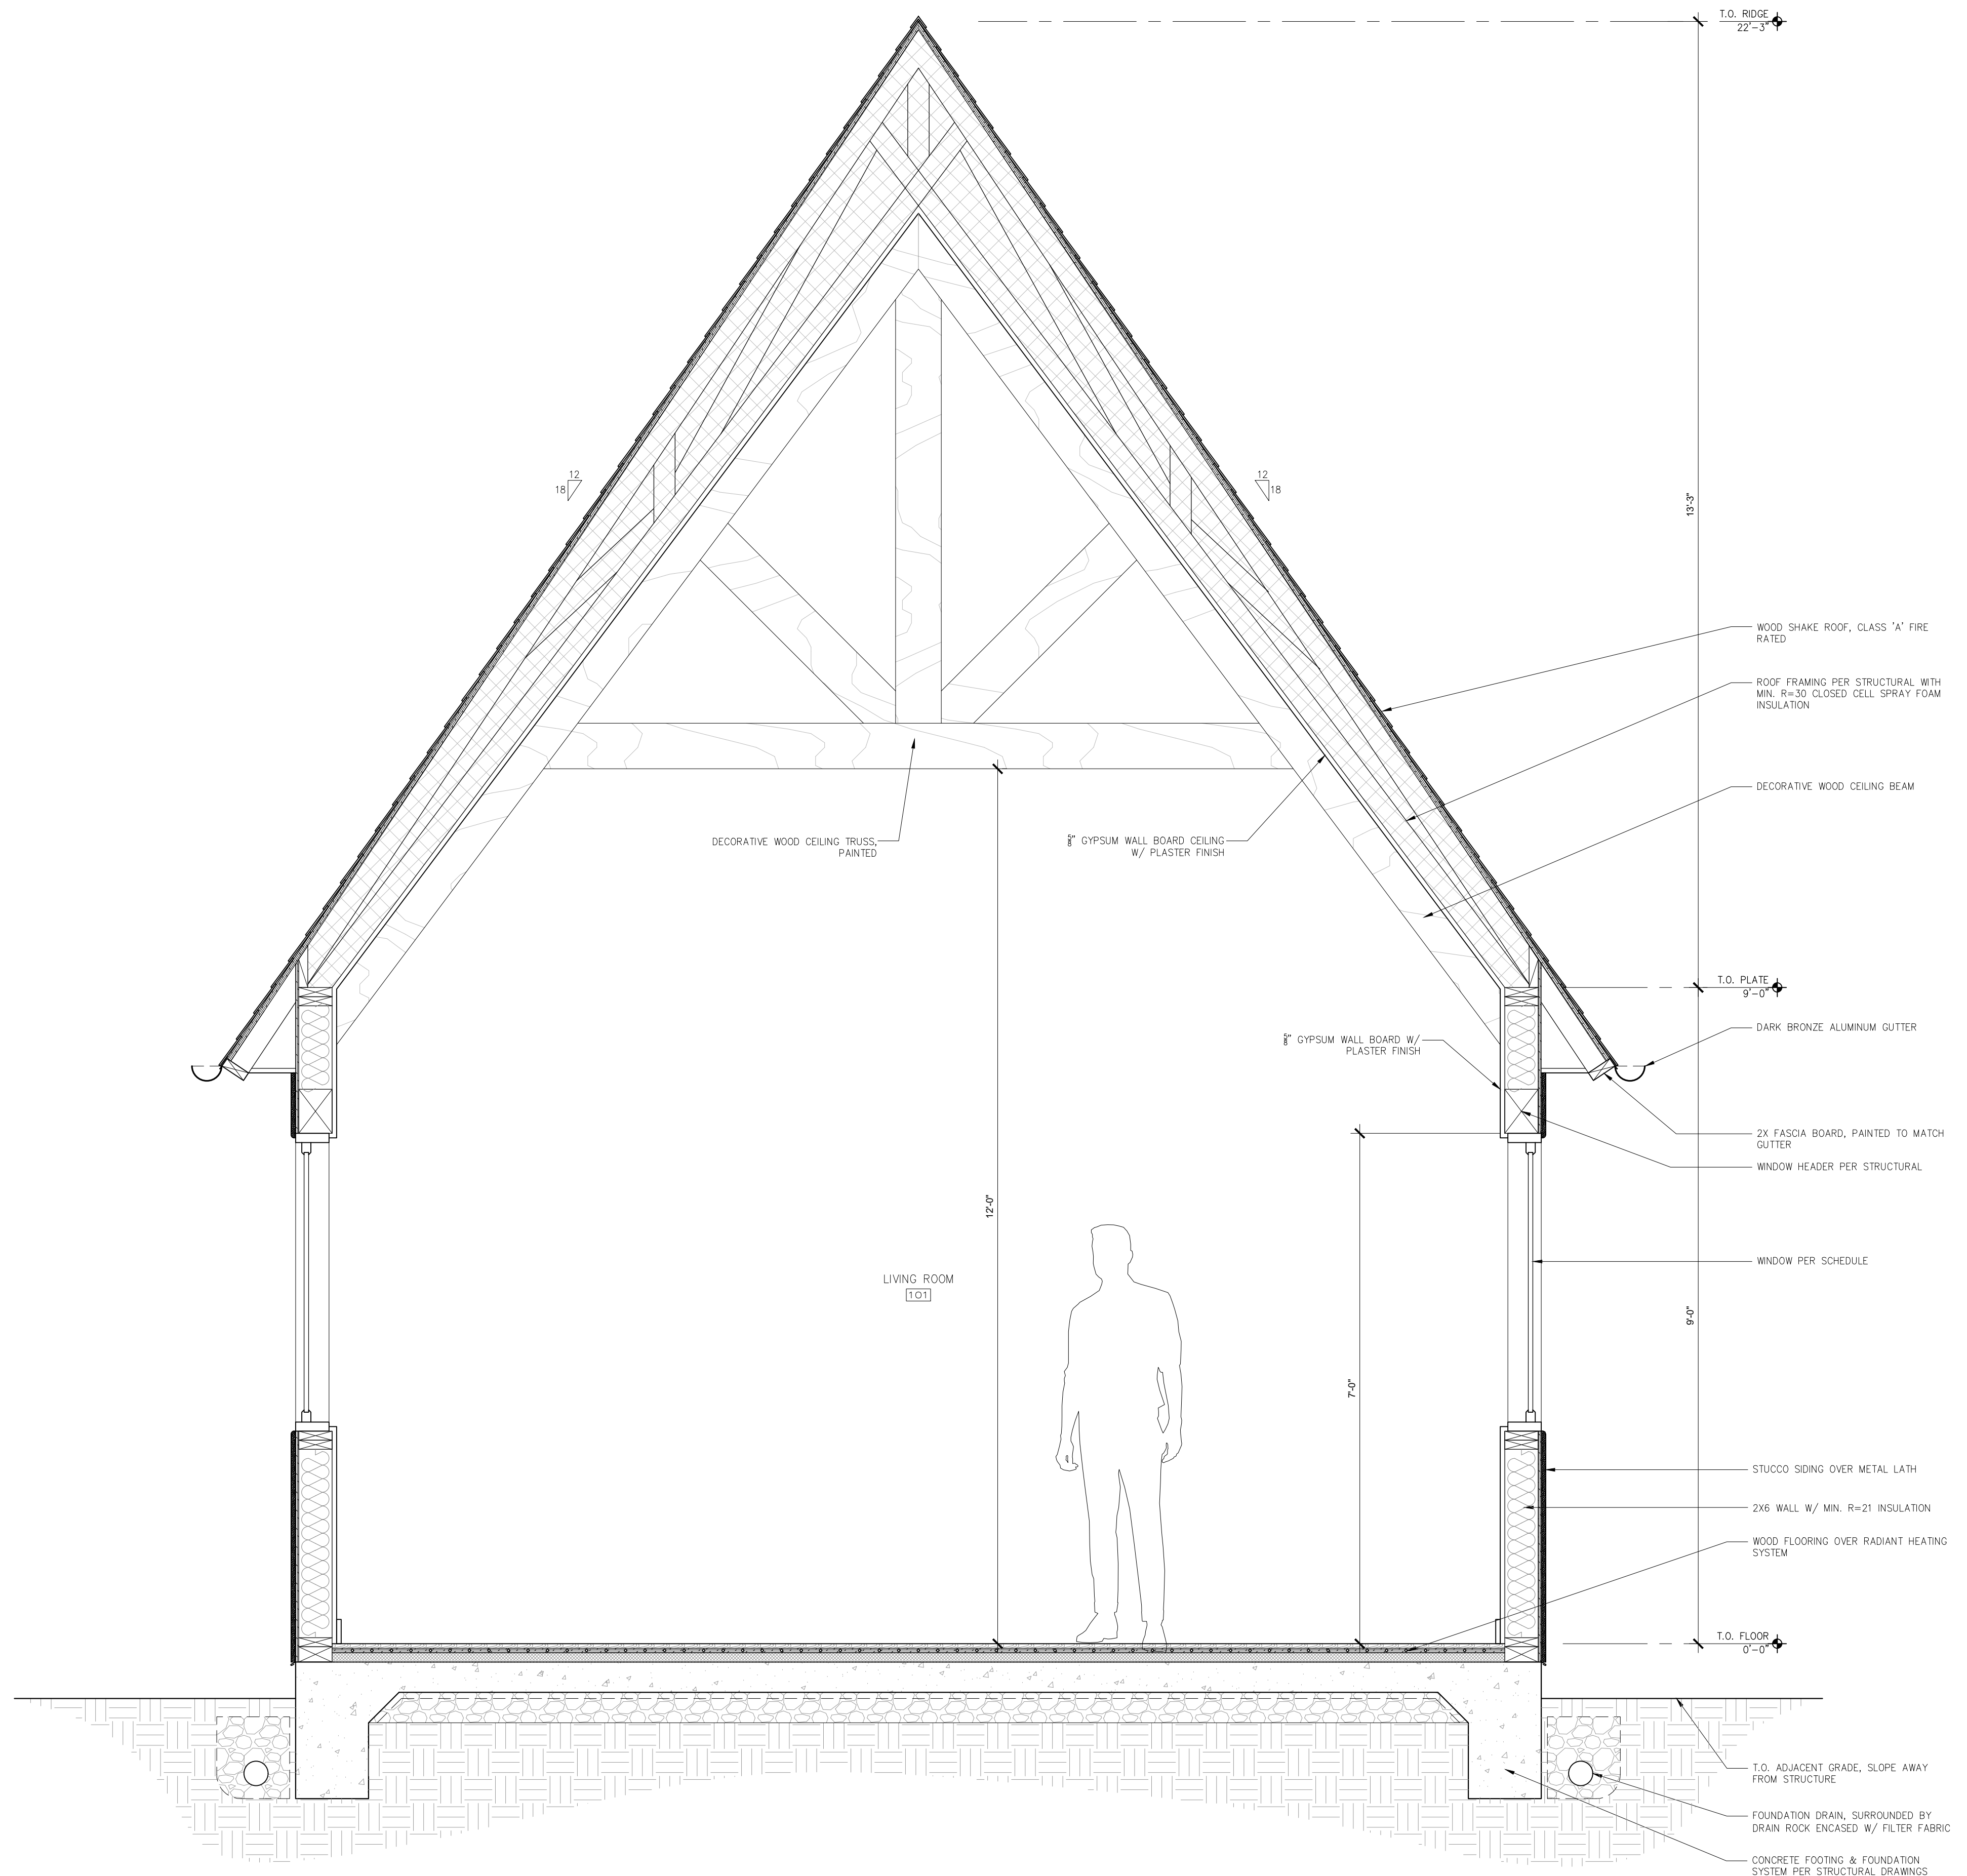 T.O. RIDGE
22'-3"
12
18
12
18
13'-3"
WOOD SHAKE ROOF, CLASS 'A' FIRE
RATED
ROOF FRAMING PER STRUCTURAL WITH
MIN. R=30 CLOSED CELL SPRAY FOAM
INSULATION
DECORATIVE WOOD CEILING BEAM
DECORATIVE WOOD CEILING TRUSS,
PAINTED
5/8" GYPSUM WALL BOARD CEILING
W/ PLASTER FINISH
T.O. PLATE
9'-0"
DARK BRONZE ALUMINUM GUTTER
5/8" GYPSUM WALL BOARD W/
PLASTER FINISH
2X FASCIA BOARD, PAINTED TO MATCH
GUTTER
WINDOW HEADER PER STRUCTURAL
12'-0"
WINDOW PER SCHEDULE
LIVING ROOM
101
9'-0"
7'-0"
STUCCO SIDING OVER METAL LATH
2X6 WALL W/ MIN. R=21 INSULATION
WOOD FLOORING OVER RADIANT HEATING
SYSTEM
T.O. FLOOR
0'-0"
T.O. ADJACENT GRADE, SLOPE AWAY
FROM STRUCTURE
FOUNDATION DRAIN, SURROUNDED BY
DRAIN ROCK ENCASED W/ FILTER FABRIC
CONCRETE FOOTING & FOUNDATION
SYSTEM PER STRUCTURAL DRAWINGS